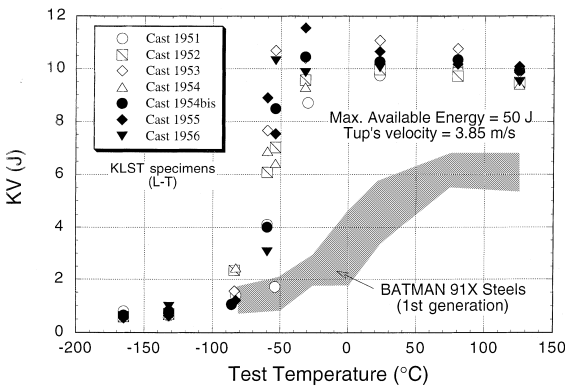 12
10
8
6
4
2
0
KV (J)
Cast 1951
Cast 1952
Cast 1953
Cast 1954
Cast 1954bis
Cast 1955
Cast 1956
KLST specimens
(L-T)
Max. Available Energy = 50 J
Tup's velocity = 3.85 m/s
BATMAN 91X Steels
(1st generation)
-200 -150 -100 -50 0 50 100 150
Test Temperature (°C)